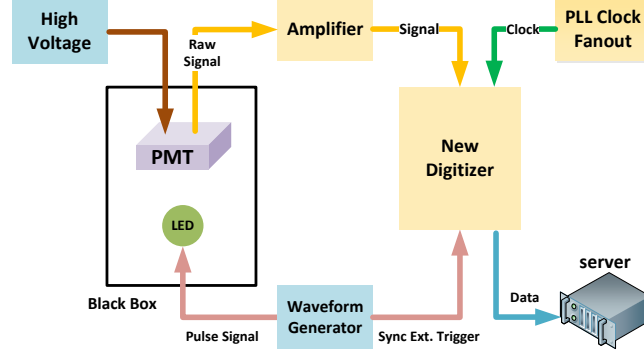 High
Voltage
Raw
Signal
Amplifier
Signal
Clock
PLL Clock
Fanout
PMT
New
Digitizer
LED
Black Box
Pulse Signal
Waveform
Generator
Sync Ext. Trigger
Data
server